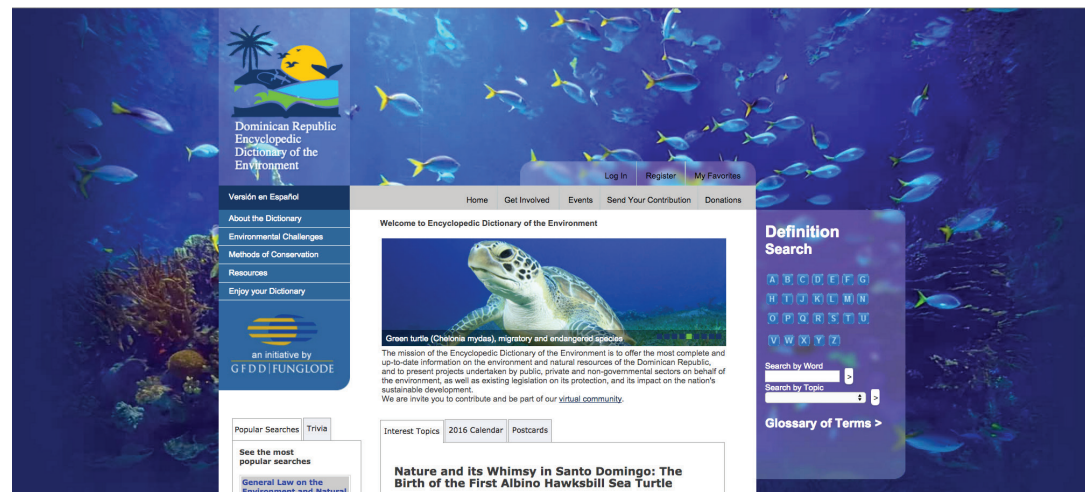 Dominican Republic
Encyclopedic
Dictionary of the
Environment
Log In Register My Favorites
Versión en Español
Home Get Involved Events Send Your Contribution Donations
About the Dictionary
Environmental Challenges
Methods of Conservation
Resources
Enjoy your Dictionary
an initiative by
GFDD FUNGLODE
Welcome to Encyclopedic Dictionary of the Environment
Green turtle (Chelonia mydas), migratory and endangered species
The mission of the Encyclopedic Dictionary of the Environment is to offer the most complete and
up-to-date information on the environment and natural resources of the Dominican Republic,
and to present projects undertaken by public, private and non-governmental sectors on behalf of
the environment, as well as existing legislation on its protection, and its impact on the nation's
sustainable development.
We are invite you to contribute and be part of our virtual community.
Definition
Search
A B C D E F G
H I J K L M N
O P Q R S T U
V W X Y Z
Search by Word
>
Search by Topic
>
Glossary of Terms >
Popular Searches Trivia
See the most
popular searches
General Law on the
Environment and Natural
Interest Topics 2016 Calendar Postcards
Nature and its Whimsy in Santo Domingo: The
Birth of the First Albino Hawksbill Sea Turtle